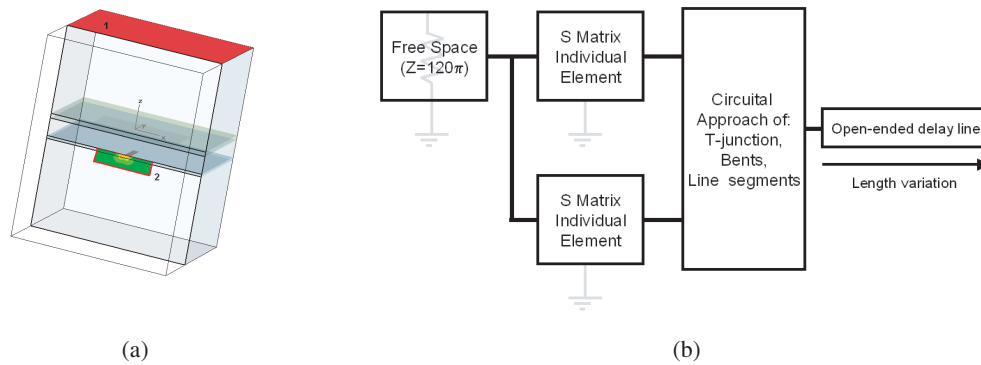 1
z
x
2
Free Space
(Z=120π)
S Matrix
Individual
Element
S Matrix
Individual
Element
Circuital
Approach of:
T-junction,
Bents,
Line segments
Open-ended delay line
Length variation
(a)
(b)